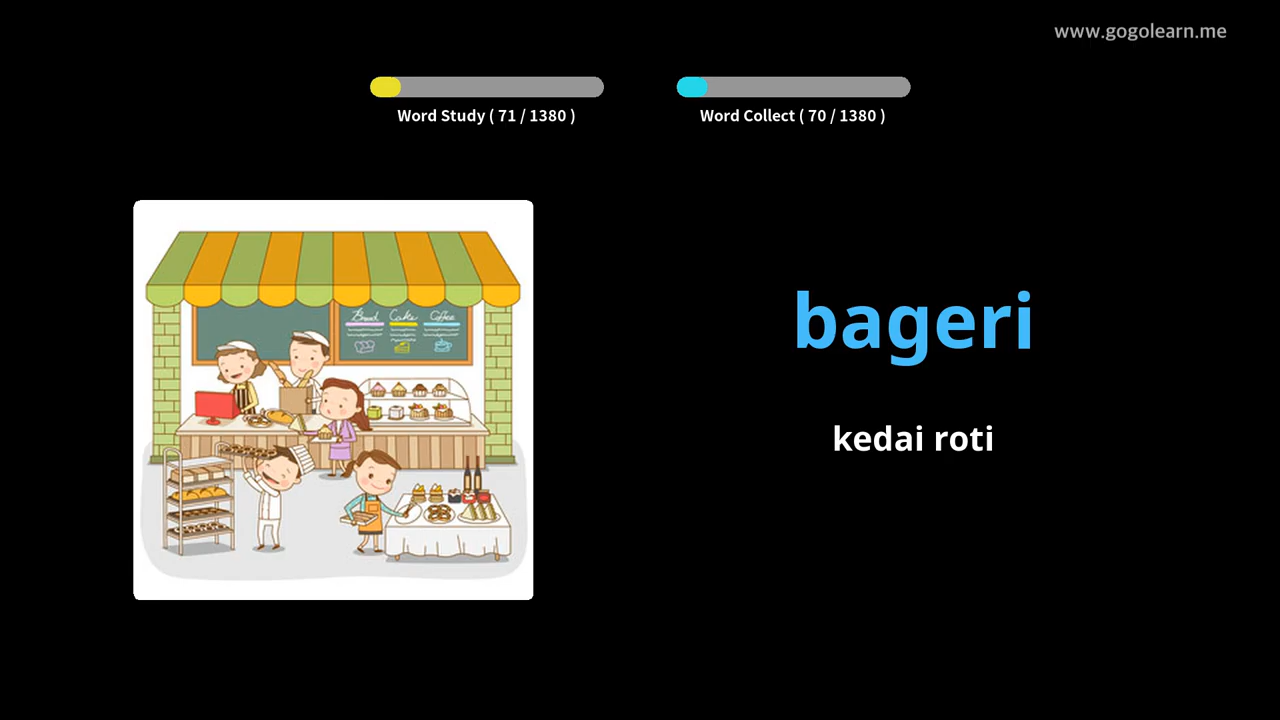 www.gogolearn.me
Word Study ( 71 / 1380 )
Word Collect ( 70 / 1380 )
Bread Cake Coffee
bageri
kedai roti